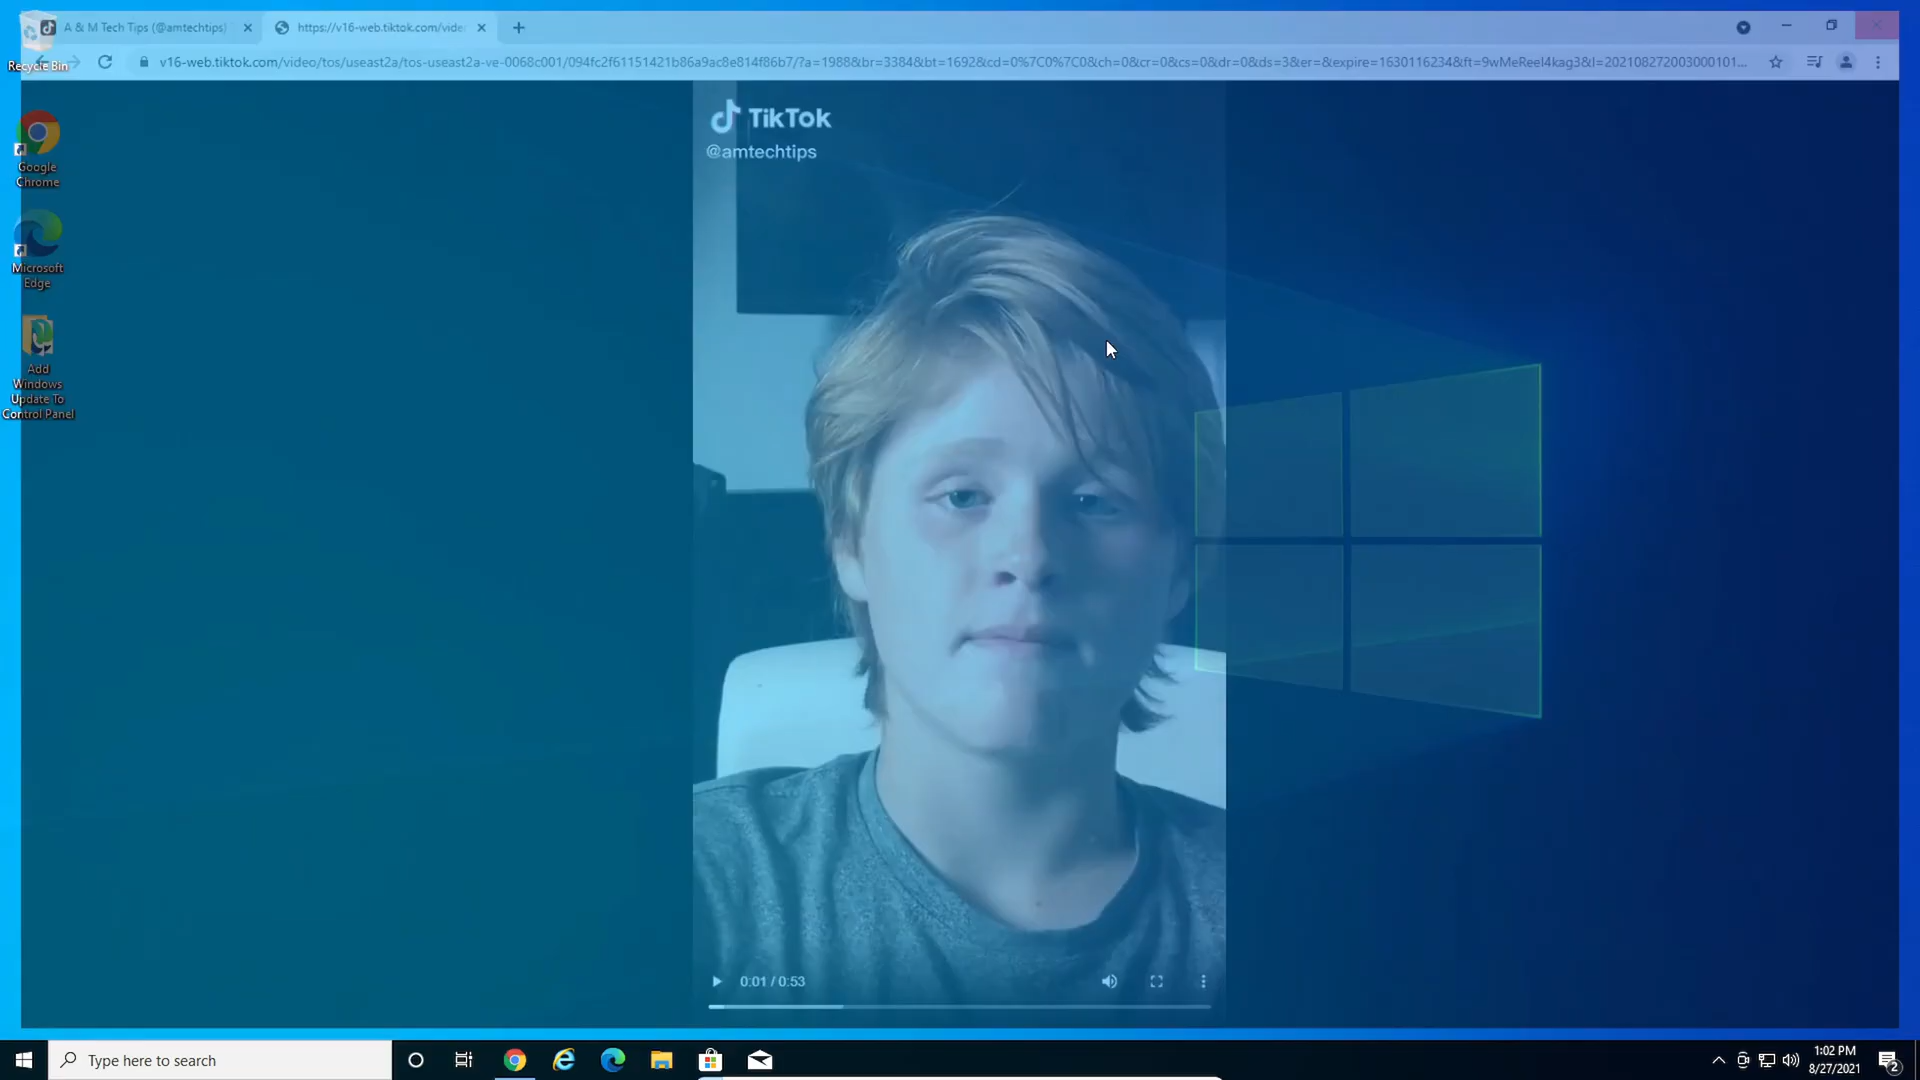 A & M Tech Tips (@amtechtips)
https://v16-web.tiktok.com/vide
v16-web.tiktok.com/video/tos/useast2a/tos-useast2a-ve-0068c001/094fc2f61151421b86a9ac8e814f86b7/?a=1988&br=3384&bt=1692&cd=0%7C0%7C0&ch=0&cr=0&cs=0&dr=0&ds=3&er=&expire=1630116234&ft=9wMeReel4kag3&l=202108272003000101...
Recycle Bin
Google
Chrome
Microsoft
Edge
Add
Windows
Update To
Control Panel
TikTok
@amtechtips
0:01 / 0:53
Type here to search
1:02 PM
8/27/2021
2